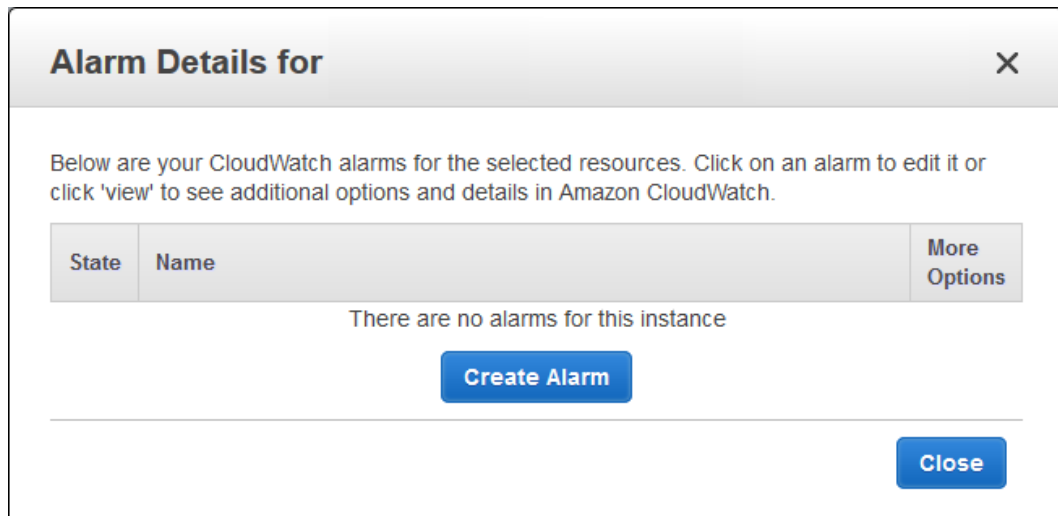 Alarm Details for
Below are your CloudWatch alarms for the selected resources. Click on an alarm to edit it or
click 'view' to see additional options and details in Amazon CloudWatch.
State Name More Options
There are no alarms for this instance
Create Alarm
Close